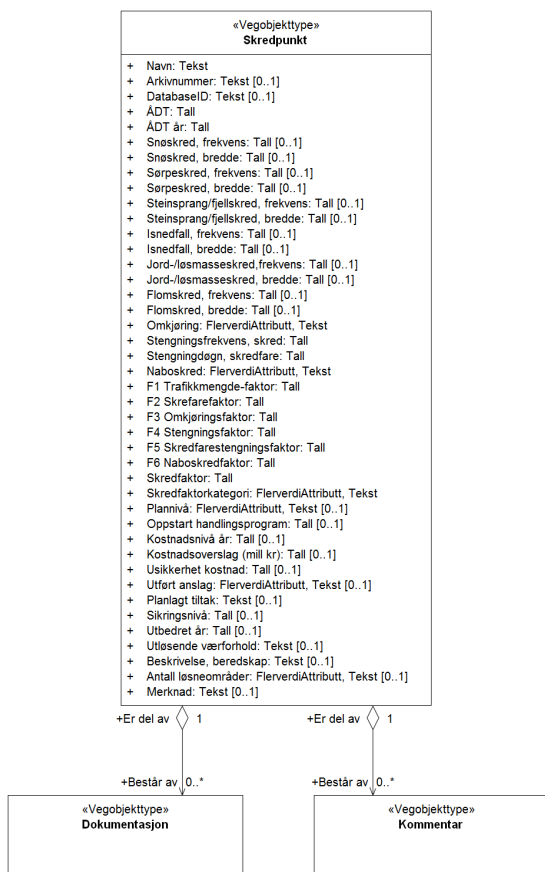 «Vegobjekttype»
Skredpunkt
+ Navn: Tekst
+ Arkivnummer: Tekst [0..1]
+ DatabaseID: Tekst [0..1]
+ ÅDT: Tall
+ ÅDT år: Tall
+ Snøskred, frekvens: Tall [0..1]
+ Snøskred, bredde: Tall [0..1]
+ Sørpeskred, frekvens: Tall [0..1]
+ Sørpeskred, bredde: Tall [0..1]
+ Steinsprang/fjellskred, frekvens: Tall [0..1]
+ Steinsprang/fjellskred, bredde: Tall [0..1]
+ Isnedfall, frekvens: Tall [0..1]
+ Isnedfall, bredde: Tall [0..1]
+ Jord-/løsmasseskred,frekvens: Tall [0..1]
+ Jord-/løsmasseskred, bredde: Tall [0..1]
+ Flomskred, frekvens: Tall [0..1]
+ Flomskred, bredde: Tall [0..1]
+ Omkjøring: FlerverdiAttributt, Tekst
+ Stengningsfrekvens, skred: Tall
+ Stengningdøgn, skredfare: Tall
+ Naboskred: FlerverdiAttributt, Tekst
+ F1 Trafikkmengde-faktor: Tall
+ F2 Skrefarefaktor: Tall
+ F3 Omkjøringsfaktor: Tall
+ F4 Stengningsfaktor: Tall
+ F5 Skredfarestengningsfaktor: Tall
+ F6 Naboskredfaktor: Tall
+ Skredfaktor: Tall
+ Skredfaktorkategori: FlerverdiAttributt, Tekst
+ Plannivå: FlerverdiAttributt, Tekst [0..1]
+ Oppstart handlingsprogram: Tall [0..1]
+ Kostnadsnivå år: Tall [0..1]
+ Kostnadsoverslag (mill kr): Tall [0..1]
+ Usikkerhet kostnad: Tall [0..1]
+ Utført anslag: FlerverdiAttributt, Tekst [0..1]
+ Planlagt tiltak: Tekst [0..1]
+ Sikringsnivå: Tall [0..1]
+ Utbedret år: Tall [0..1]
+ Utløsende værforhold: Tekst [0..1]
+ Beskrivelse, beredskap: Tekst [0..1]
+ Antall løsneområder: FlerverdiAttributt, Tekst [0..1]
+ Merknad: Tekst [0..1]
+Er del av 1 +Er del av 1
+Består av 0..* +Består av 0..*
«Vegobjekttype»
Dokumentasjon
«Vegobjekttype»
Kommentar